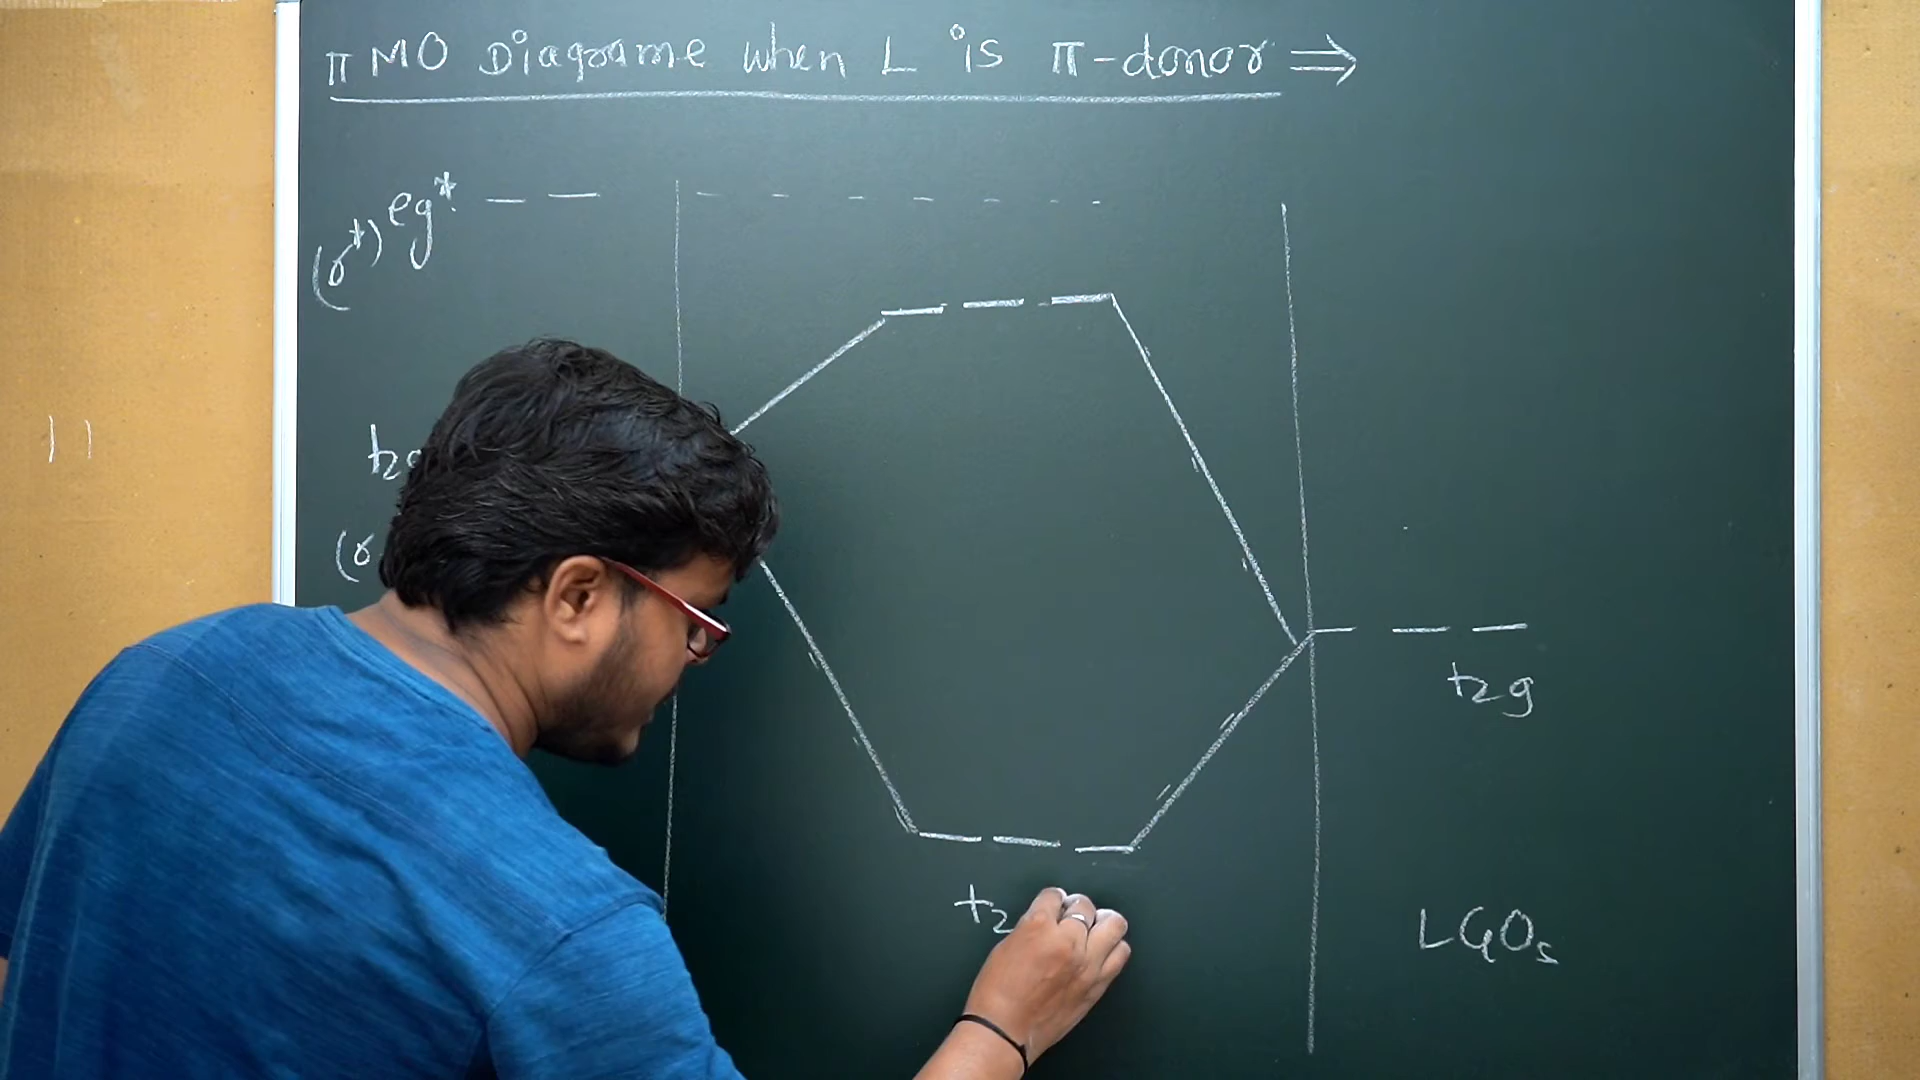 π MO Diagrame when L is π-donor ⇒
eg*
(σ*)
t2g
LGOs